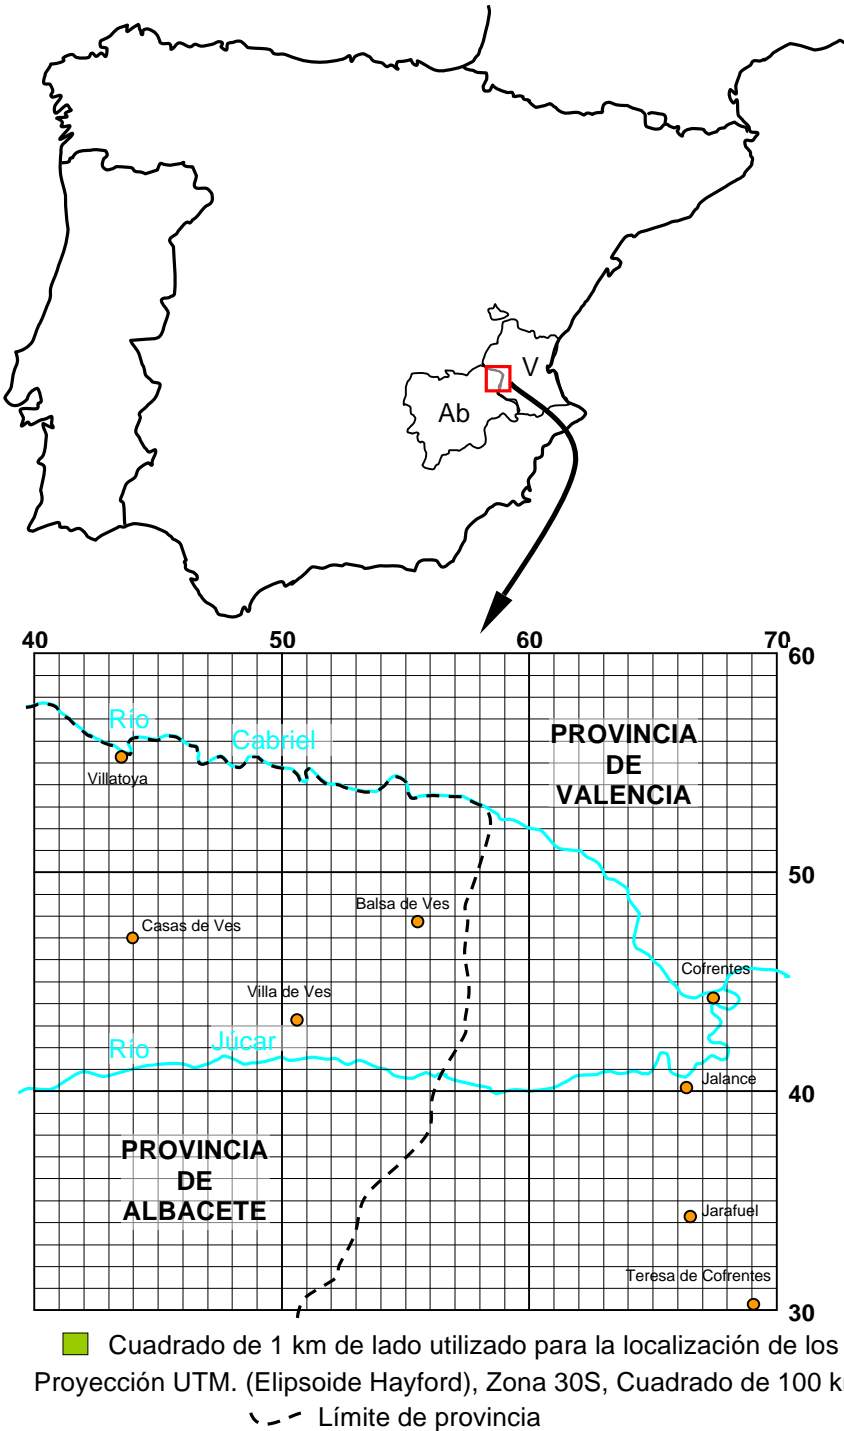 V
Ab
40 50 60 70
60
Río
Cabriel
PROVINCIA
DE
VALENCIA
Villatoya
50
Balsa de Ves
Casas de Ves
Cofrentes
Villa de Ves
Río Júcar
Jalance
40
PROVINCIA
DE
ALBACETE
Jarafuel
Teresa de Cofrentes
30
Cuadrado de 1 km de lado utilizado para la localización de los
Proyección UTM. (Elipsoide Hayford), Zona 30S, Cuadrado de 100 k
Límite de provincia